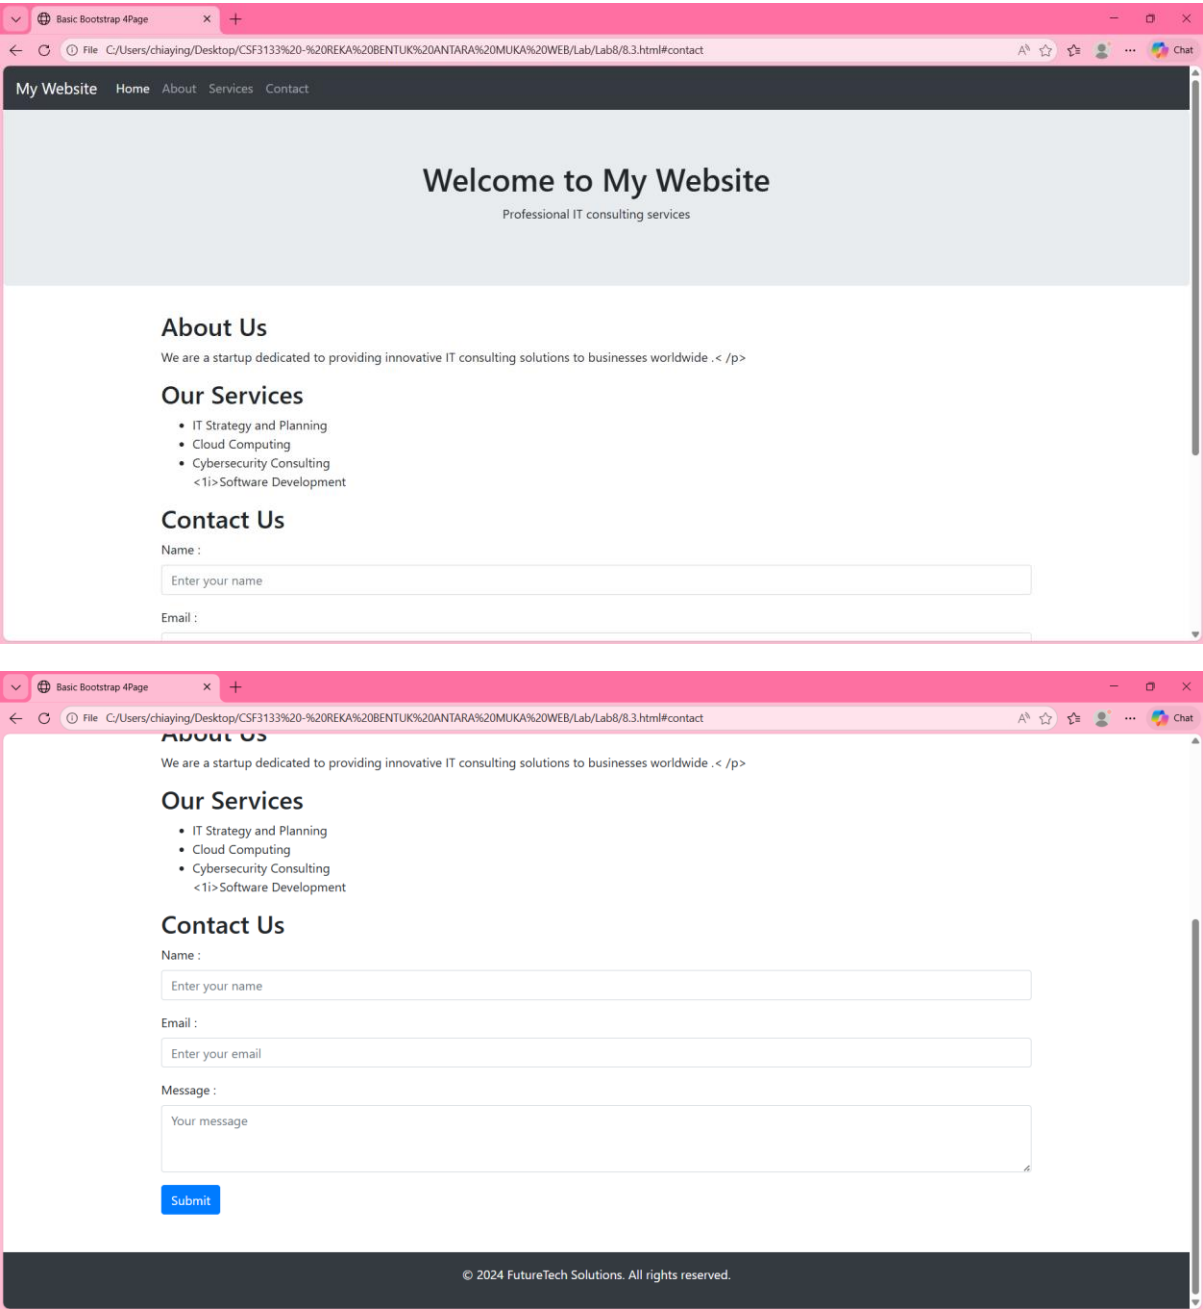 Basic Bootstrap 4Page
File C:/Users/chiaying/Desktop/CSF3133%20-%20REKA%20BENTUK%20ANTARA%20MUKA%20WEB/Lab/Lab8/8.3.html#contact Chat
My Website Home About Services Contact
Welcome to My Website
Professional IT consulting services
About Us
We are a startup dedicated to providing innovative IT consulting solutions to businesses worldwide .< /p>
Our Services
• IT Strategy and Planning
• Cloud Computing
• Cybersecurity Consulting
<1i>Software Development
Contact Us
Name :
Enter your name
Email :
Basic Bootstrap 4Page
File C:/Users/chiaying/Desktop/CSF3133%20-%20REKA%20BENTUK%20ANTARA%20MUKA%20WEB/Lab/Lab8/8.3.html#contact Chat
About Us
We are a startup dedicated to providing innovative IT consulting solutions to businesses worldwide .< /p>
Our Services
• IT Strategy and Planning
• Cloud Computing
• Cybersecurity Consulting
<1i>Software Development
Contact Us
Name :
Enter your name
Email :
Enter your email
Message :
Your message
Submit
© 2024 FutureTech Solutions. All rights reserved.